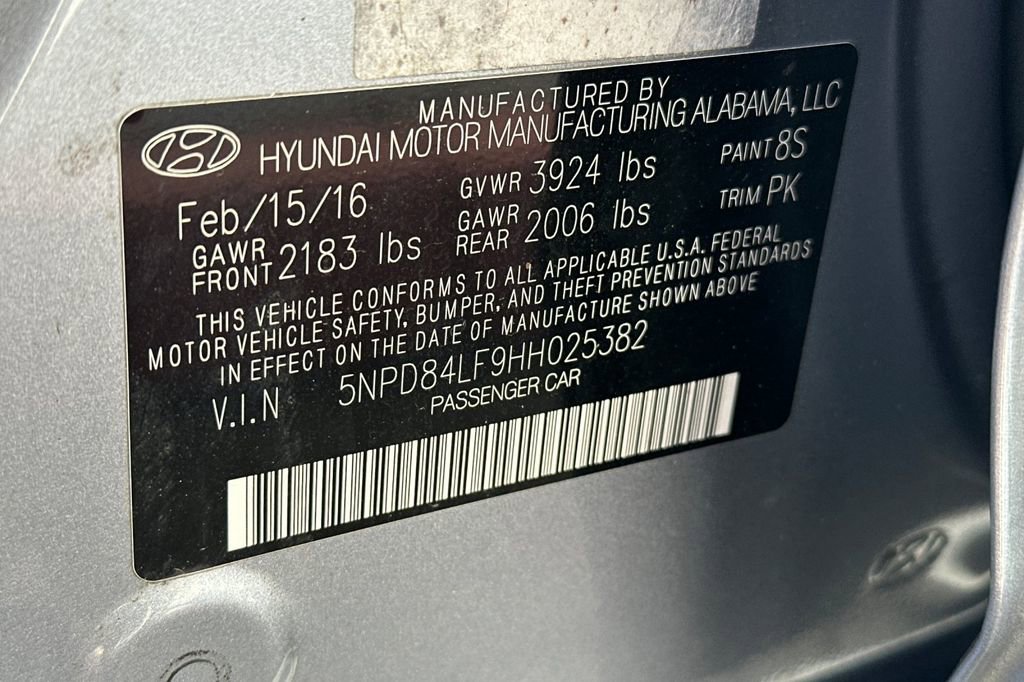 MANUFACTURED BY
HYUNDAI MOTOR MANUFACTURING ALABAMA, LLC
Feb/15/16 GVWR 3924 lbs PAINT 8S
GAWR FRONT 2183 lbs GAWR REAR 2006 lbs TRIM PK
THIS VEHICLE CONFORMS TO ALL APPLICABLE U.S.A. FEDERAL
MOTOR VEHICLE SAFETY, BUMPER, AND THEFT PREVENTION STANDARDS
IN EFFECT ON THE DATE OF MANUFACTURE SHOWN ABOVE
V.I.N 5NPD84LF9HH025382
PASSENGER CAR